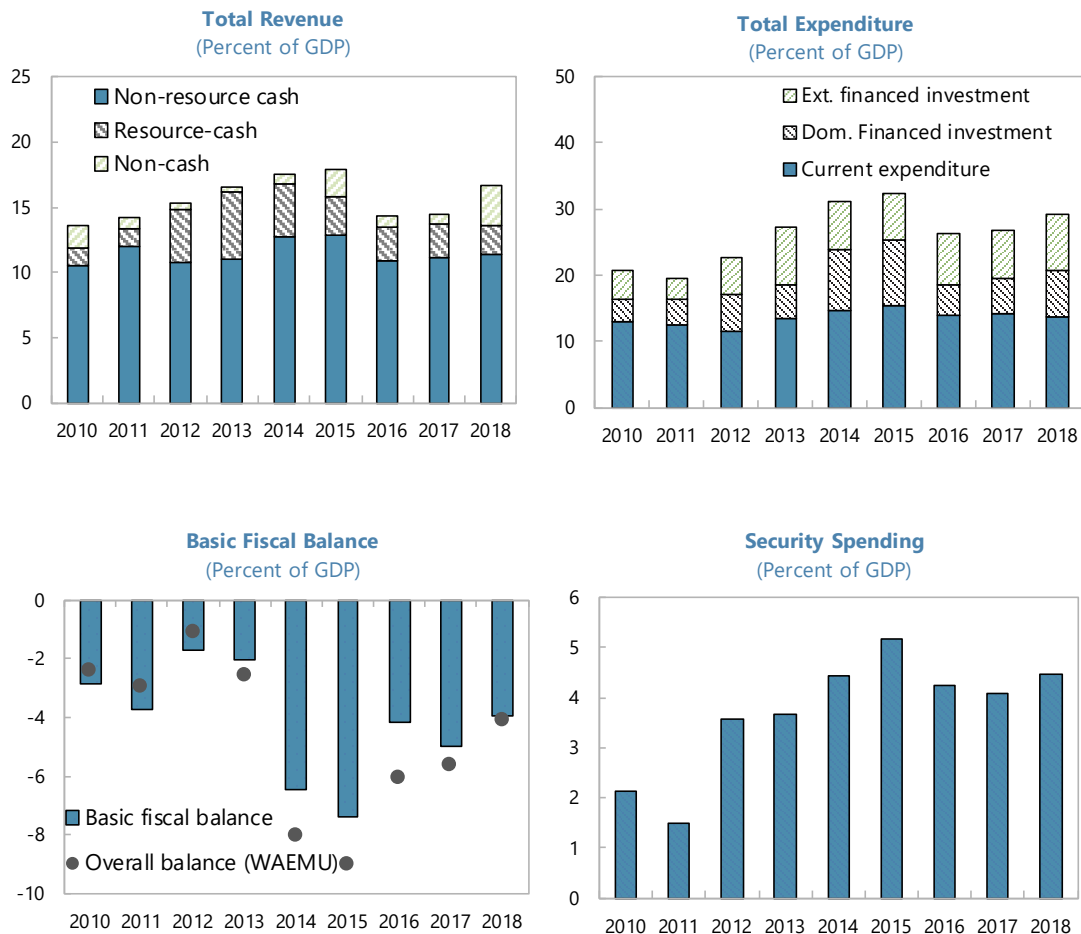 Total Revenue
(Percent of GDP)
25
20
15
10
5
0
Non-resource cash
Resource-cash
Non-cash
2010 2011 2012 2013 2014 2015 2016 2017 2018
Total Expenditure
(Percent of GDP)
50
40
30
20
10
0
Ext. financed investment
Dom. Financed investment
Current expenditure
2010 2011 2012 2013 2014 2015 2016 2017 2018
Basic Fiscal Balance
(Percent of GDP)
0
-2
-4
-6
-8
-10
Basic fiscal balance
Overall balance (WAEMU)
2010 2011 2012 2013 2014 2015 2016 2017 2018
Security Spending
(Percent of GDP)
6
5
4
3
2
1
0
2010 2011 2012 2013 2014 2015 2016 2017 2018